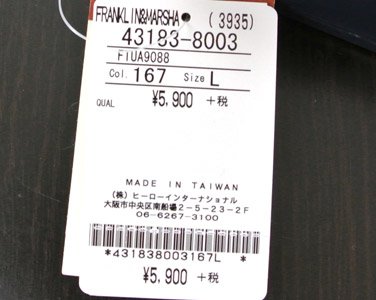 FRANKLIN&MARSHA (3935)
43183-8003
FIUA9088
Col. 167 Size L
QUAL ¥5,900 +税
MADE IN TAIWAN
(株)ヒーローインターナショナル
大阪市中央区南船場2-5-23-2F
06-6267-3100
*431838003167L *
¥5,900 +税